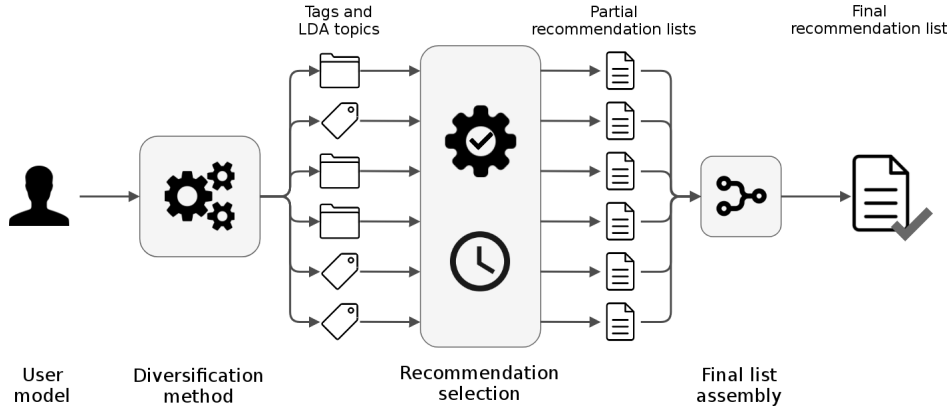 Tags and
LDA topics
Partial
recommendation lists
Final
recommendation list
User
model
Diversification
method
Recommendation
selection
Final list
assembly